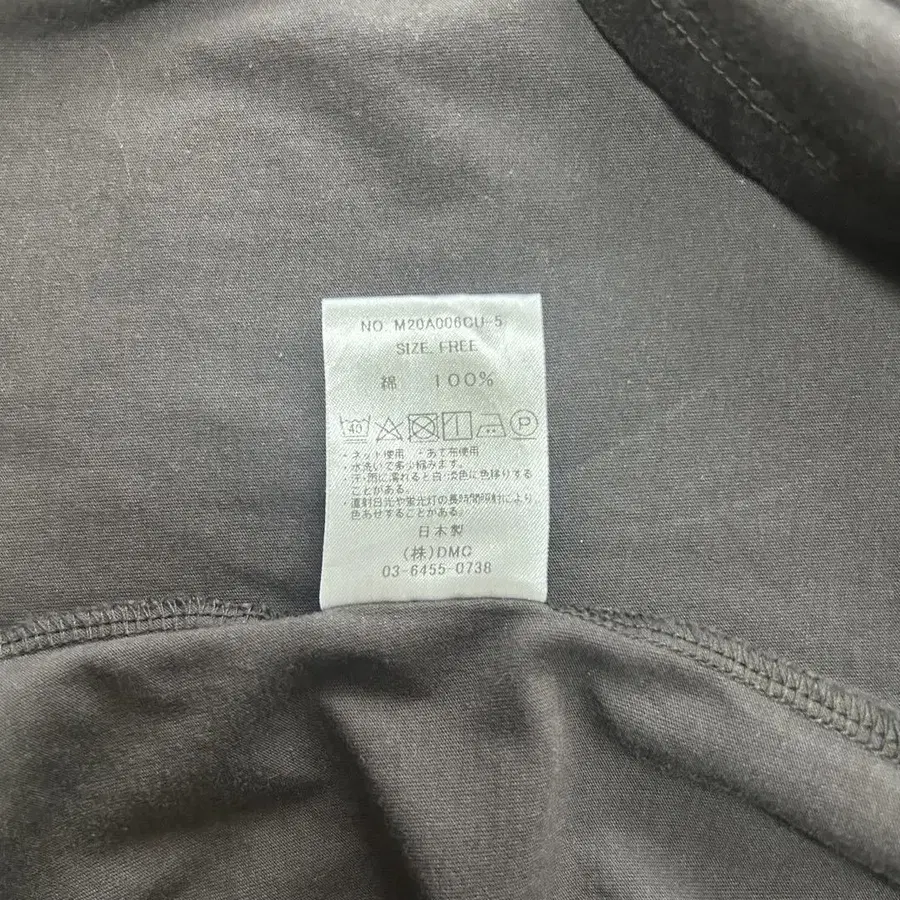 NO. M20A006CU-5
SIZE. FREE
綿 100%
40 P
・ネット使用 ・あて布使用
・水洗いで多少縮みます。
・汗・雨に濡れると白・淡色に色移りする
ことがある。
・直射日光や蛍光灯の長時間照射により
色あせすることがある。
日本製
(株)DMC
03-6455-0738